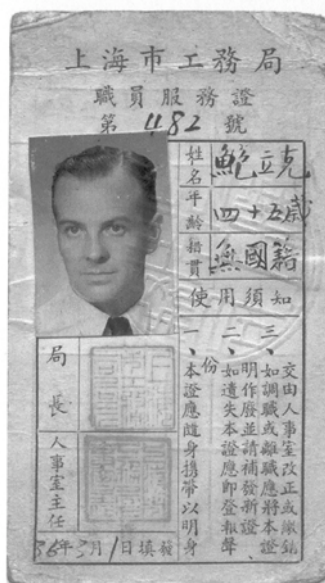 上海市工務局
職員服務證
第482號
姓名 鮑立克
年齡 四十五歲
籍貫 無國籍
使用須知
一、本證應隨身攜帶以明身
份
二、如遺失本證應即登報聲
明作廢並請補發新證
三、如調職或離職應將本證
交由人事室改正或繳銷
局長
人事室主任
36年3月1日填發